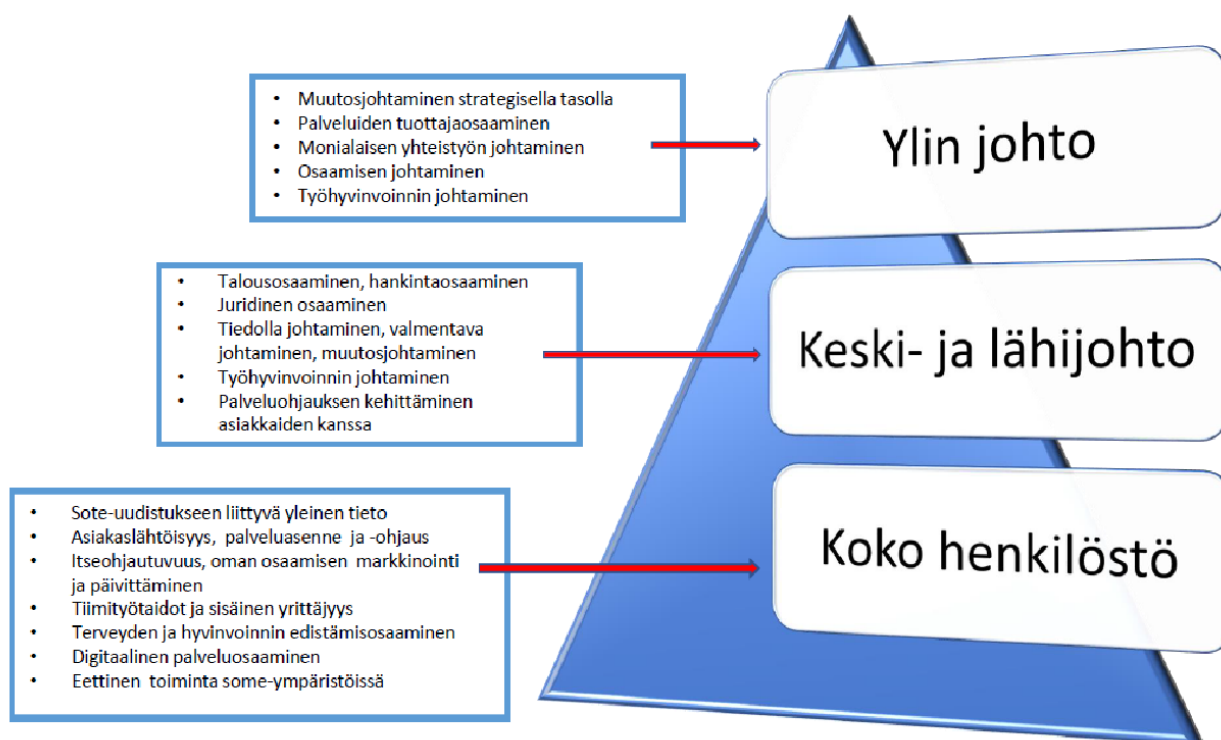 • Muutosjohtaminen strategisella tasolla
• Palveluiden tuottajaosaaminen
• Monialaisen yhteistyön johtaminen
• Osaamisen johtaminen
• Työhyvinvoinnin johtaminen
Ylin johto
• Talousosaaminen, hankintaosaaminen
• Juridinen osaaminen
• Tiedolla johtaminen, valmentava
johtaminen, muutosjohtaminen
• Työhyvinvoinnin johtaminen
• Palveluohjauksen kehittäminen
asiakkaiden kanssa
Keski- ja lähijohto
• Sote-uudistukseen liittyvä yleinen tieto
• Asiakaslähtöisyys, palveluasenne ja -ohjaus
• Itseohjautuvuus, oman osaamisen markkinointi
ja päivittäminen
• Tiimityötaidot ja sisäinen yrittäjyys
• Terveyden ja hyvinvoinnin edistämisosaaminen
• Digitaalinen palveluosaaminen
• Eettinen toiminta some-ympäristöissä
Koko henkilöstö